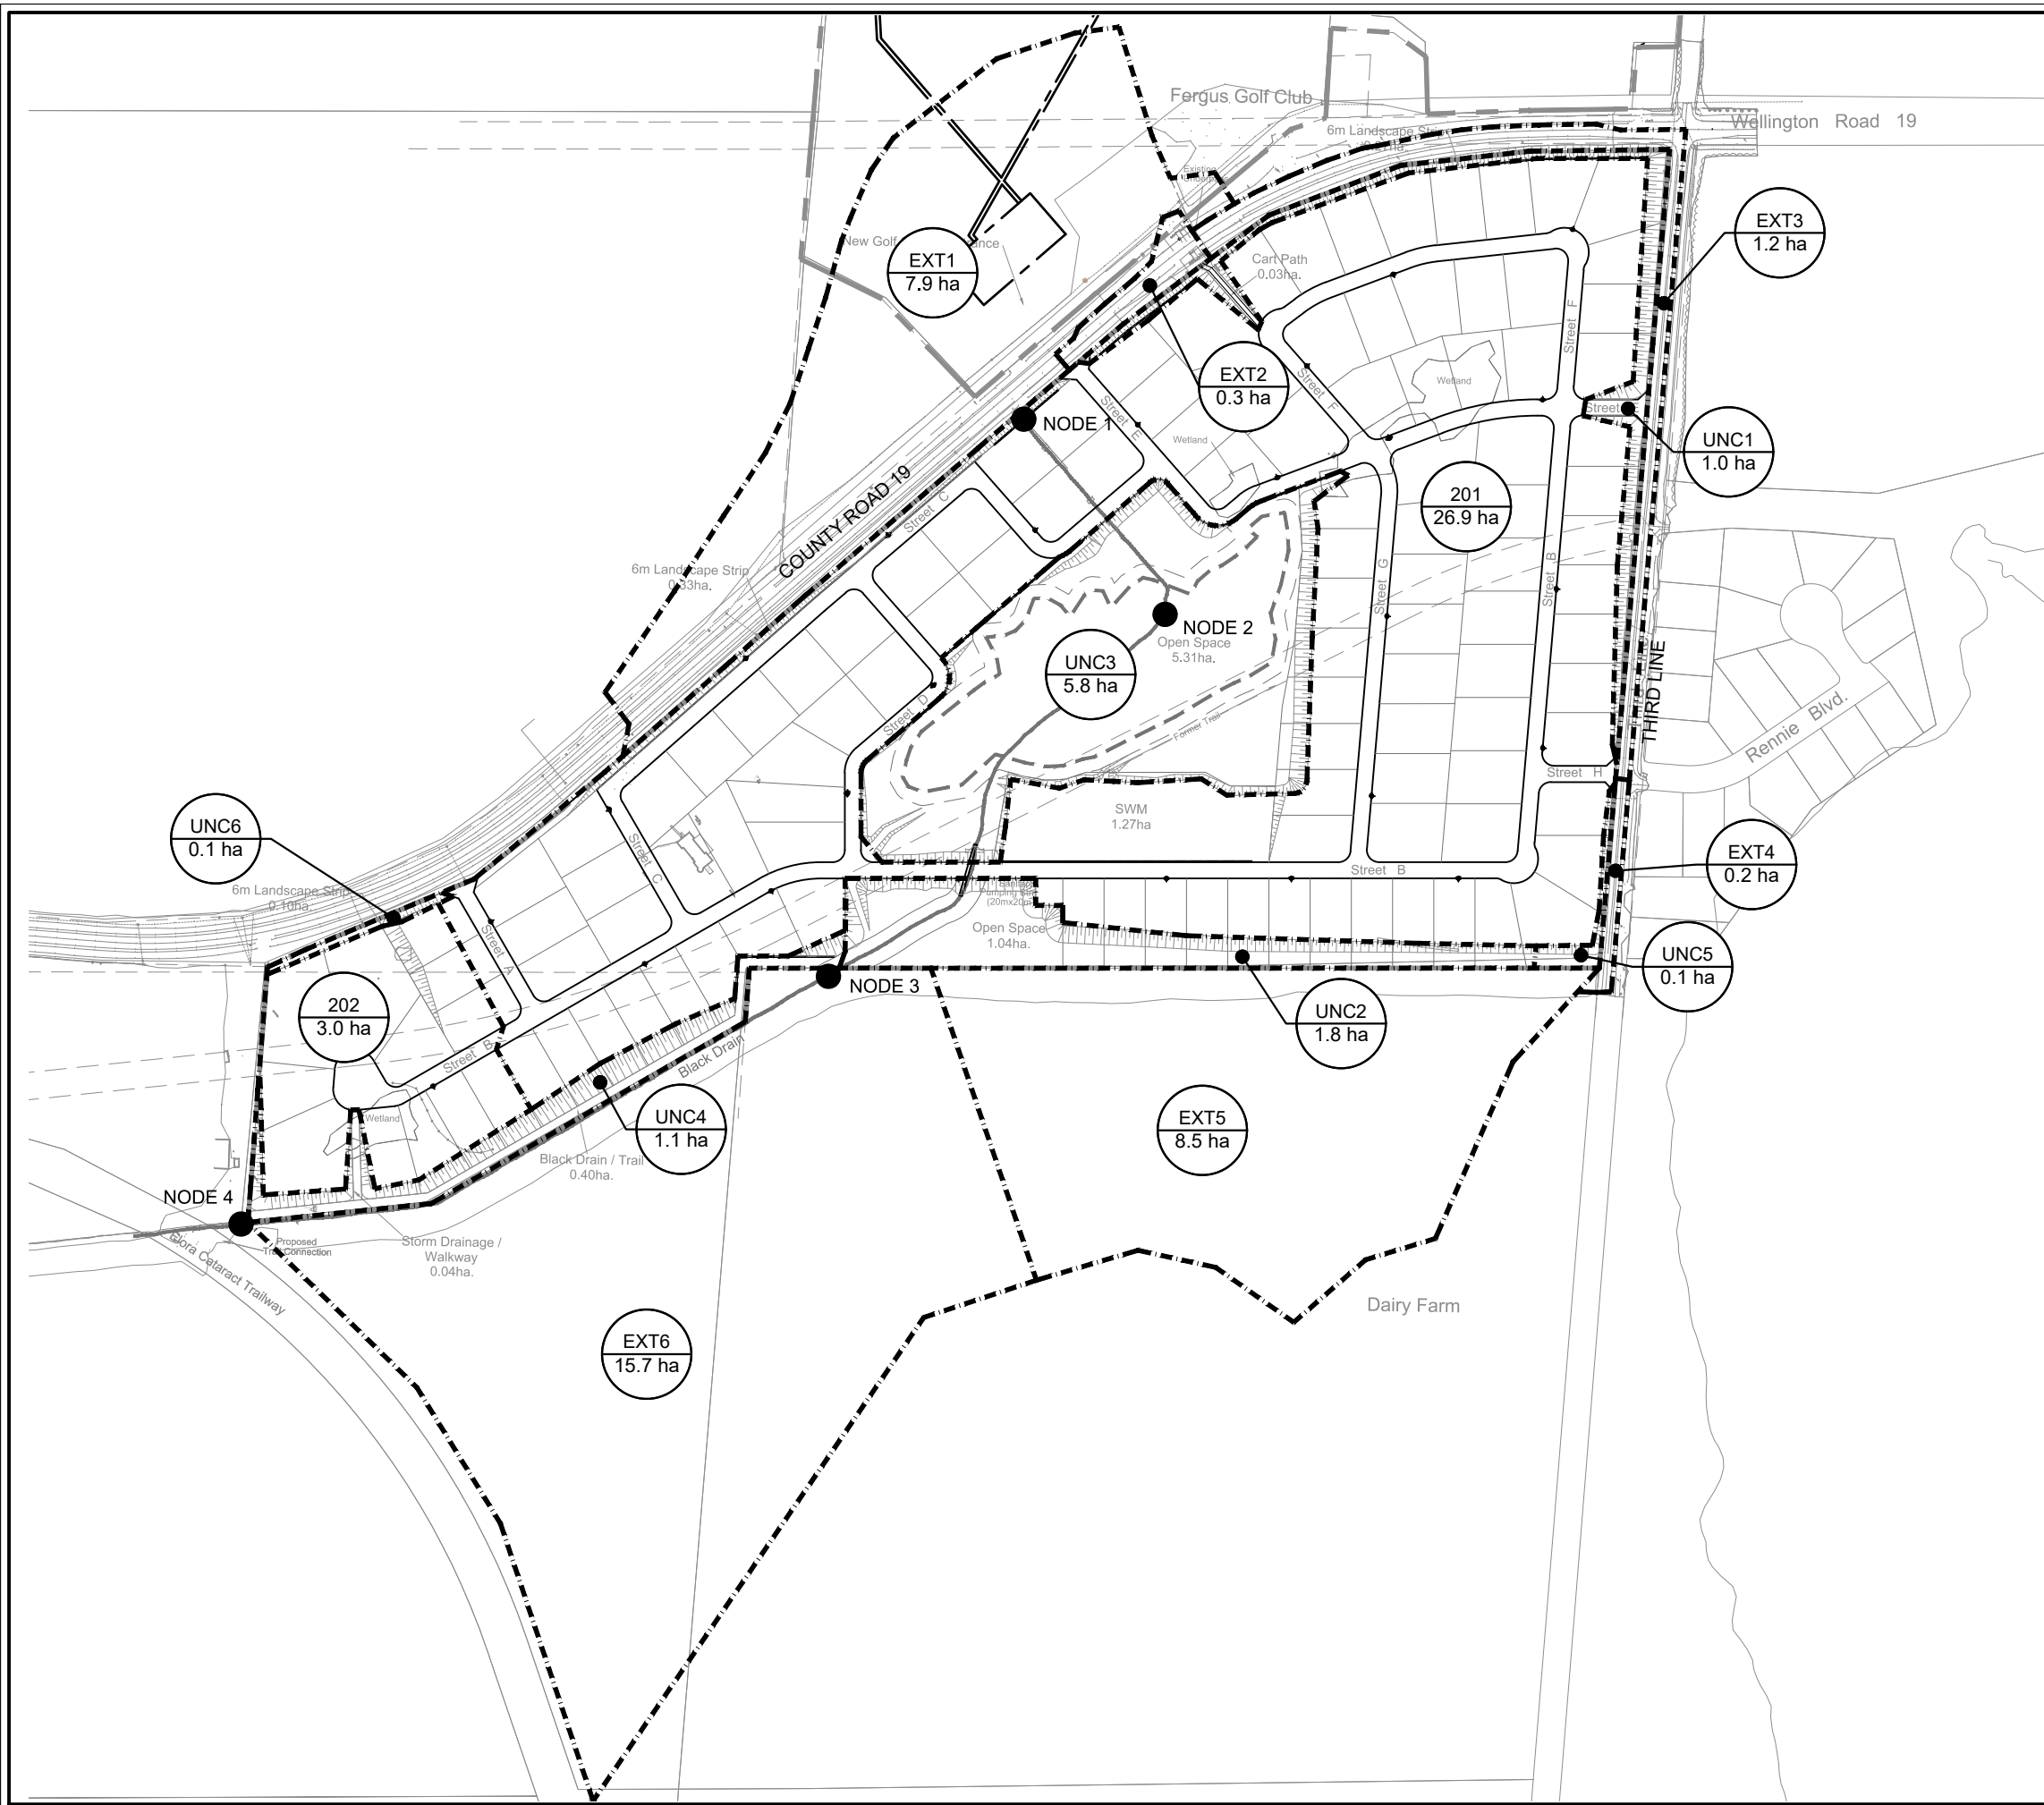 Fergus Golf Club
Wellington Road 19
6m Landscape Strip
EXT3
1.2 ha
New Golf
EXT1
7.9 ha
Cart Path
0.03ha.
Street F
EXT2
0.3 ha
Street F
Wetland
Street
UNC1
1.0 ha
NODE 1
Street E
Wetland
COUNTY ROAD 19
Street C
201
26.9 ha
6m Landscape Strip
0.33ha.
Street G
Street B
NODE 2
Open Space
5.31ha.
UNC3
5.8 ha
THIRD LINE
Street D
Former Trail
Rennie Blvd.
Street H
SWM
1.27ha
UNC6
0.1 ha
Street C
EXT4
0.2 ha
Street B
6m Landscape Strip
0.10ha.
Pumping
(20mx20m)
Open Space
1.04ha.
Street A
UNC5
0.1 ha
NODE 3
202
3.0 ha
UNC2
1.8 ha
Street B
Black Drain
Wetland
UNC4
1.1 ha
EXT5
8.5 ha
Black Drain / Trail
0.40ha.
NODE 4
Elora Cataract Trailway
Proposed
Trail Connection
Storm Drainage /
Walkway
0.04ha.
Dairy Farm
EXT6
15.7 ha